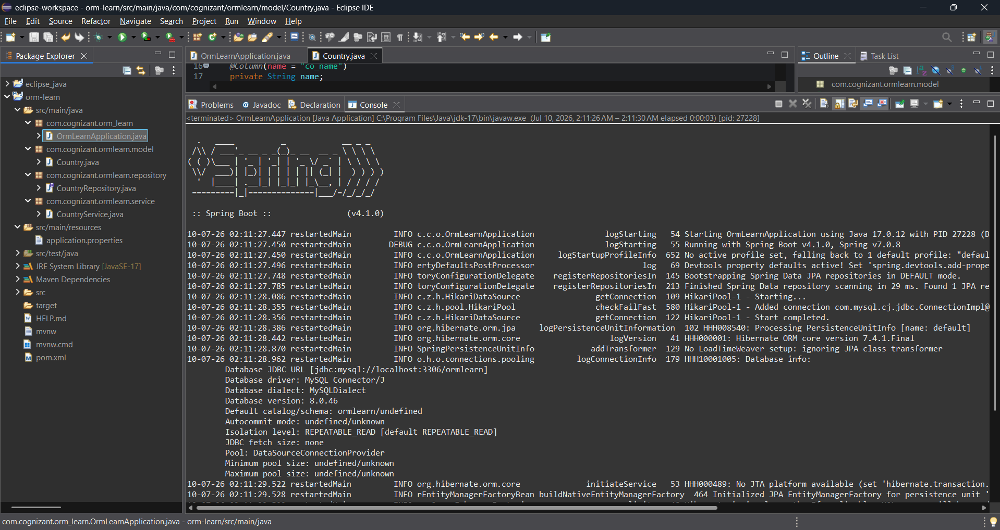 eclipse-workspace - orm-learn/src/main/java/com/cognizant/ormlearn/model/Country.java - Eclipse IDE
File Edit Source Refactor Navigate Search Project Run Window Help
Package Explorer
eclipse_java
orm-learn
src/main/java
com.cognizant.orm_learn
OrmLearnApplication.java
com.cognizant.ormlearn.model
Country.java
com.cognizant.ormlearn.repository
CountryRepository.java
com.cognizant.ormlearn.service
CountryService.java
src/main/resources
application.properties
src/test/java
JRE System Library [JavaSE-17]
Maven Dependencies
src
target
HELP.md
mvnw
mvnw.cmd
pom.xml
OrmLearnApplication.java Country.java
16 @Column(name = "co_name")
17 private String name;
Outline Task List
com.cognizant.ormlearn.model
Problems Javadoc Declaration Console
<terminated> OrmLearnApplication [Java Application] C:\Program Files\Java\jdk-17\bin\javaw.exe (Jul 10, 2026, 2:11:26 AM – 2:11:30 AM elapsed 0:00:03) [pid: 27228]
  .   ____          _            __ _ _
 /\\ / ___'_ __ _ _(_)_ __  __ _ \ \ \ \
( ( )\___ | '_ | '_| | '_ \/ _` | \ \ \ \
 \\/  ___)| |_)| | | | | || (_| |  ) ) ) )
  '  |____| .__|_| |_|_| |_\__, | / / / /
 =========|_|==============|___/=/_/_/_/
 :: Spring Boot ::                (v4.1.0)
10-07-26 02:11:27.447 restartedMain INFO c.c.o.OrmLearnApplication logStarting 54 Starting OrmLearnApplication using Java 17.0.12 with PID 27228 (B
10-07-26 02:11:27.450 restartedMain DEBUG c.c.o.OrmLearnApplication logStarting 55 Running with Spring Boot v4.1.0, Spring v7.0.8
10-07-26 02:11:27.450 restartedMain INFO c.c.o.OrmLearnApplication logStartupProfileInfo 652 No active profile set, falling back to 1 default profile: "defaul
10-07-26 02:11:27.496 restartedMain INFO ertyDefaultsPostProcessor log 69 Devtools property defaults active! Set 'spring.devtools.add-prope
10-07-26 02:11:27.748 restartedMain INFO toryConfigurationDelegate registerRepositoriesIn 145 Bootstrapping Spring Data JPA repositories in DEFAULT mode.
10-07-26 02:11:27.785 restartedMain INFO toryConfigurationDelegate registerRepositoriesIn 213 Finished Spring Data repository scanning in 29 ms. Found 1 JPA re
10-07-26 02:11:28.086 restartedMain INFO c.z.h.HikariDataSource getConnection 109 HikariPool-1 - Starting...
10-07-26 02:11:28.355 restartedMain INFO c.z.h.pool.HikariPool checkFailFast 580 HikariPool-1 - Added connection com.mysql.cj.jdbc.ConnectionImpl@
10-07-26 02:11:28.356 restartedMain INFO c.z.h.HikariDataSource getConnection 122 HikariPool-1 - Start completed.
10-07-26 02:11:28.386 restartedMain INFO org.hibernate.orm.jpa logPersistenceUnitInformation 102 HHH008540: Processing PersistenceUnitInfo [name: default]
10-07-26 02:11:28.442 restartedMain INFO org.hibernate.orm.core logVersion 41 HHH000001: Hibernate ORM core version 7.4.1.Final
10-07-26 02:11:28.870 restartedMain INFO SpringPersistenceUnitInfo addTransformer 129 No LoadTimeWeaver setup: ignoring JPA class transformer
10-07-26 02:11:28.962 restartedMain INFO o.h.o.connections.pooling logConnectionInfo 179 HHH10001005: Database info:
Database JDBC URL [jdbc:mysql://localhost:3306/ormlearn]
Database driver: MySQL Connector/J
Database dialect: MySQLDialect
Database version: 8.0.46
Default catalog/schema: ormlearn/undefined
Autocommit mode: undefined/unknown
Isolation level: REPEATABLE_READ [default REPEATABLE_READ]
JDBC fetch size: none
Pool: DataSourceConnectionProvider
Minimum pool size: undefined/unknown
Maximum pool size: undefined/unknown
10-07-26 02:11:29.522 restartedMain INFO org.hibernate.orm.core initiateService 53 HHH000489: No JTA platform available (set 'hibernate.transaction.
10-07-26 02:11:29.528 restartedMain INFO rEntityManagerFactoryBean buildNativeEntityManagerFactory 464 Initialized JPA EntityManagerFactory for persistence unit '
com.cognizant.orm_learn.OrmLearnApplication.java - orm-learn/src/main/java